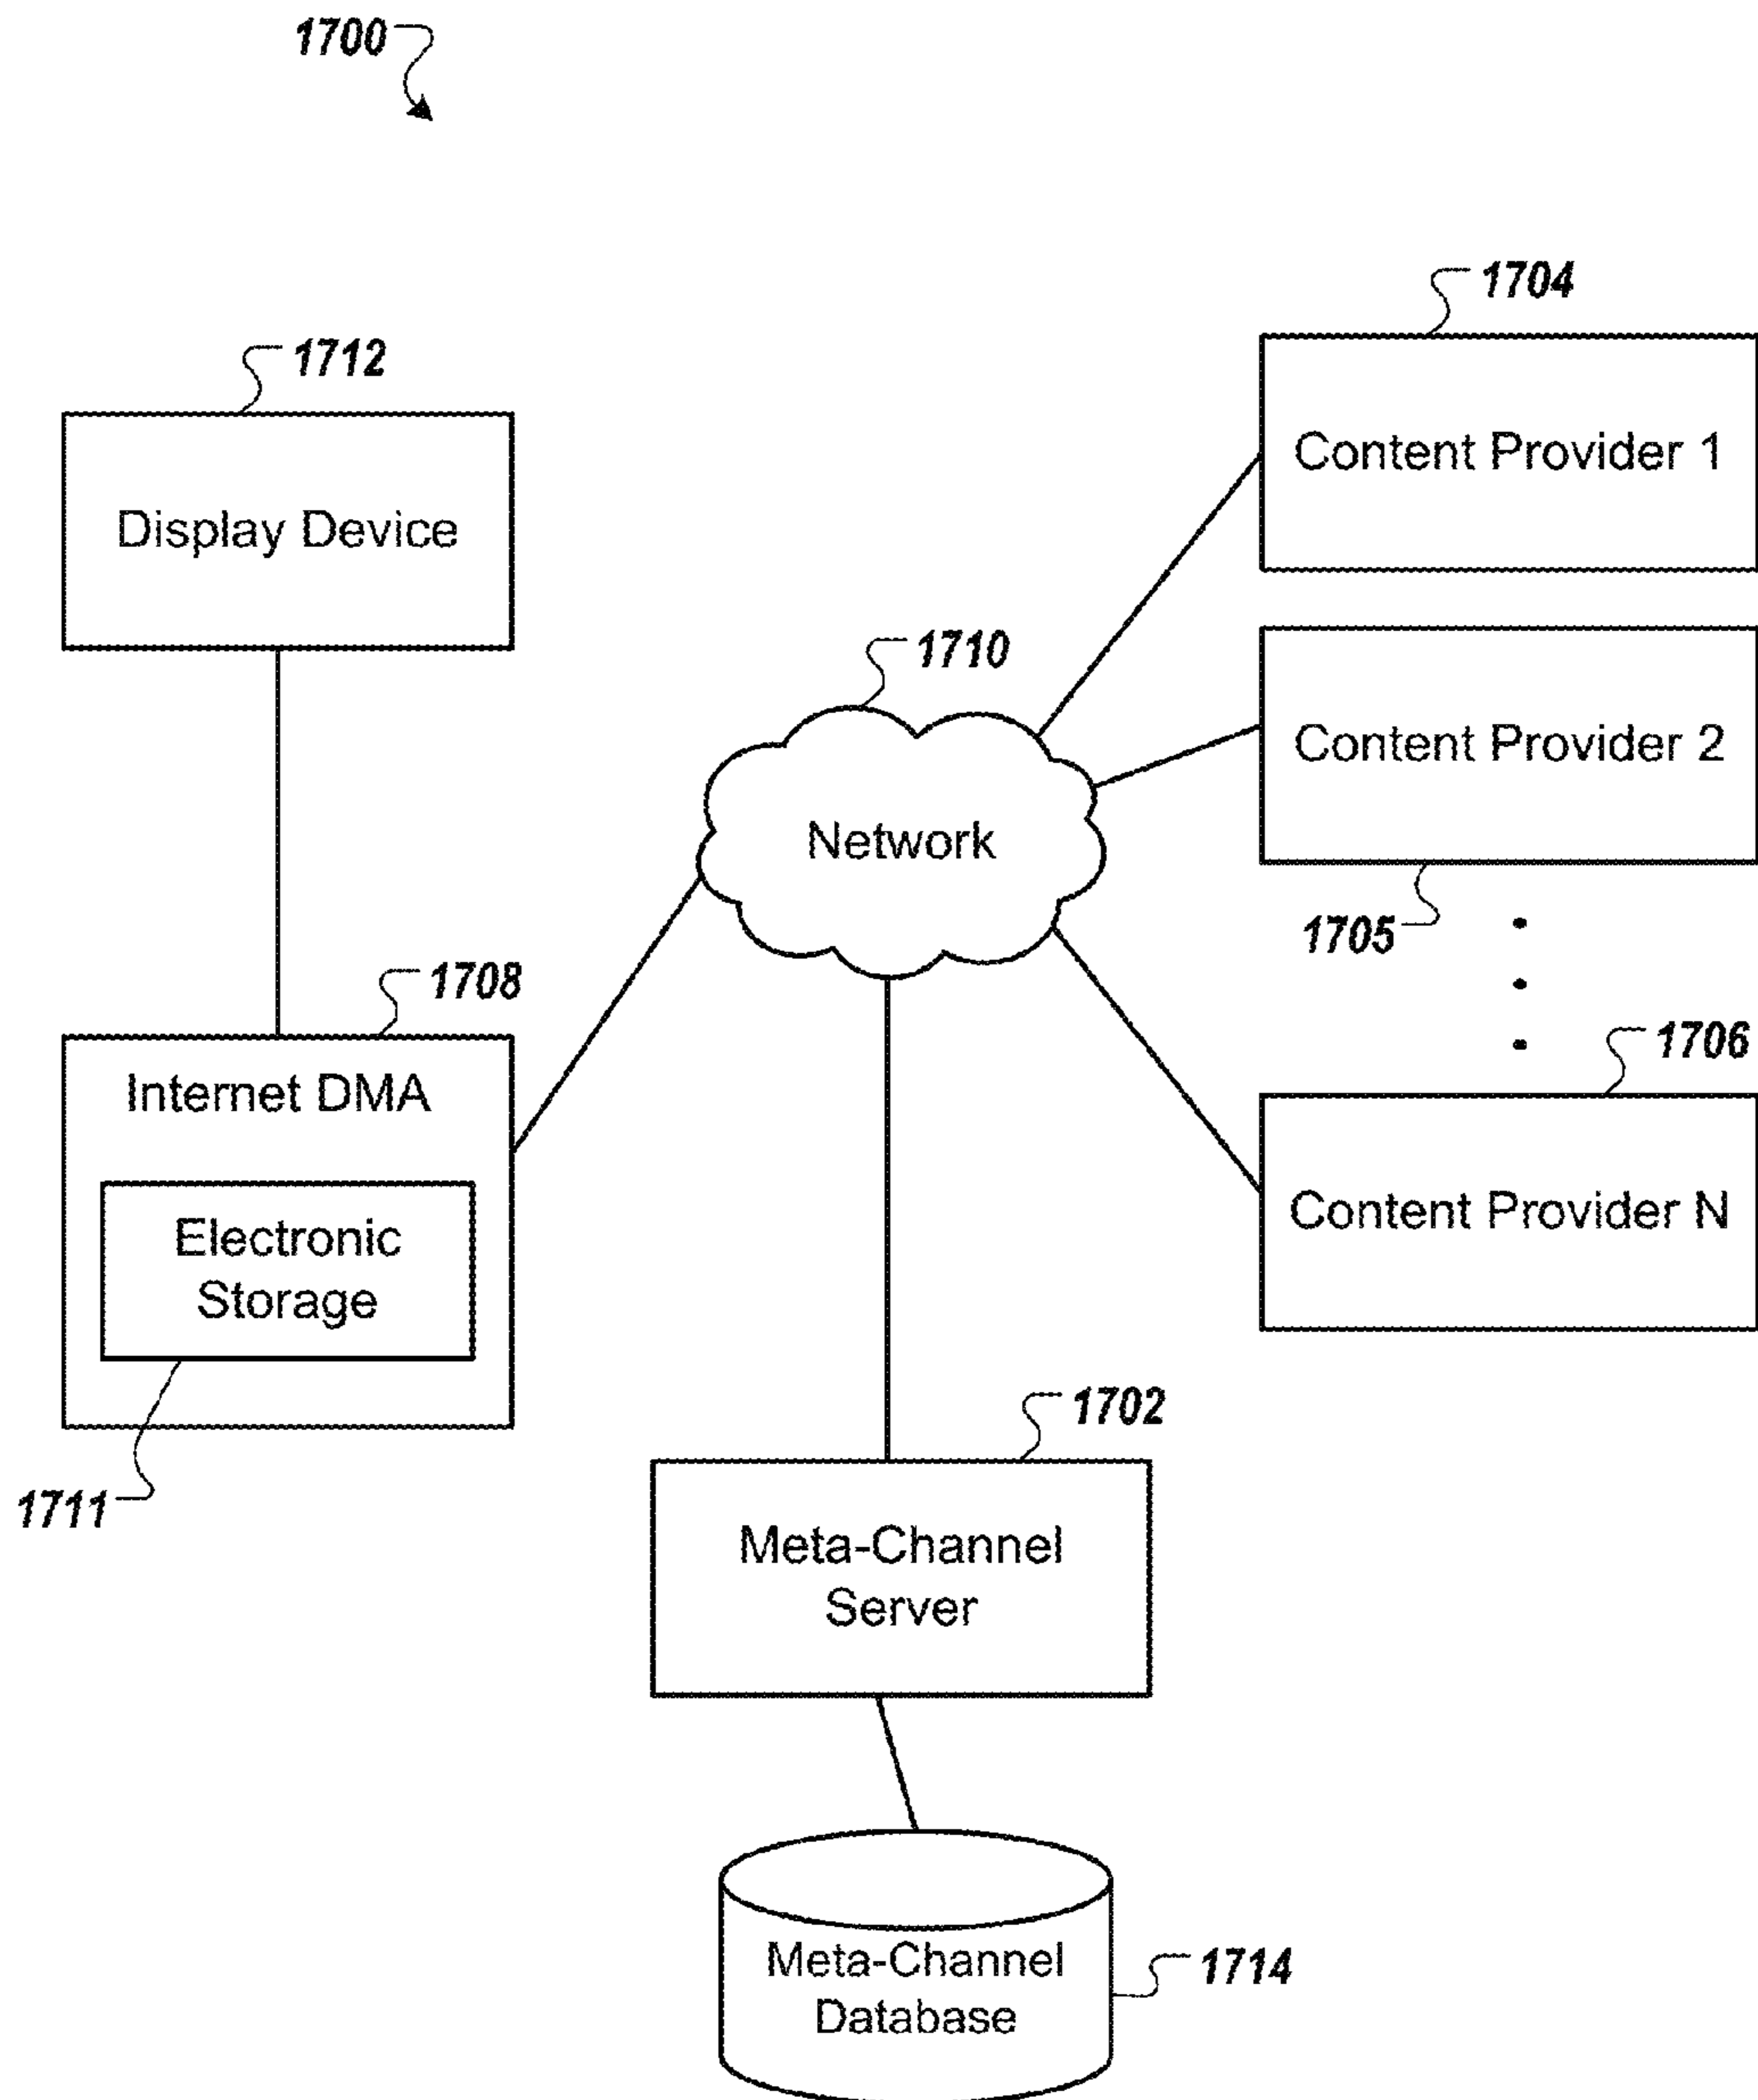 1700
1704
1712
Content Provider 1
Display Device
1710
Content Provider 2
Network
1705
1708
1706
Internet DMA
Content Provider N
Electronic
Storage
1702
1711
Meta-Channel
Server
Meta-Channel
Database
1714